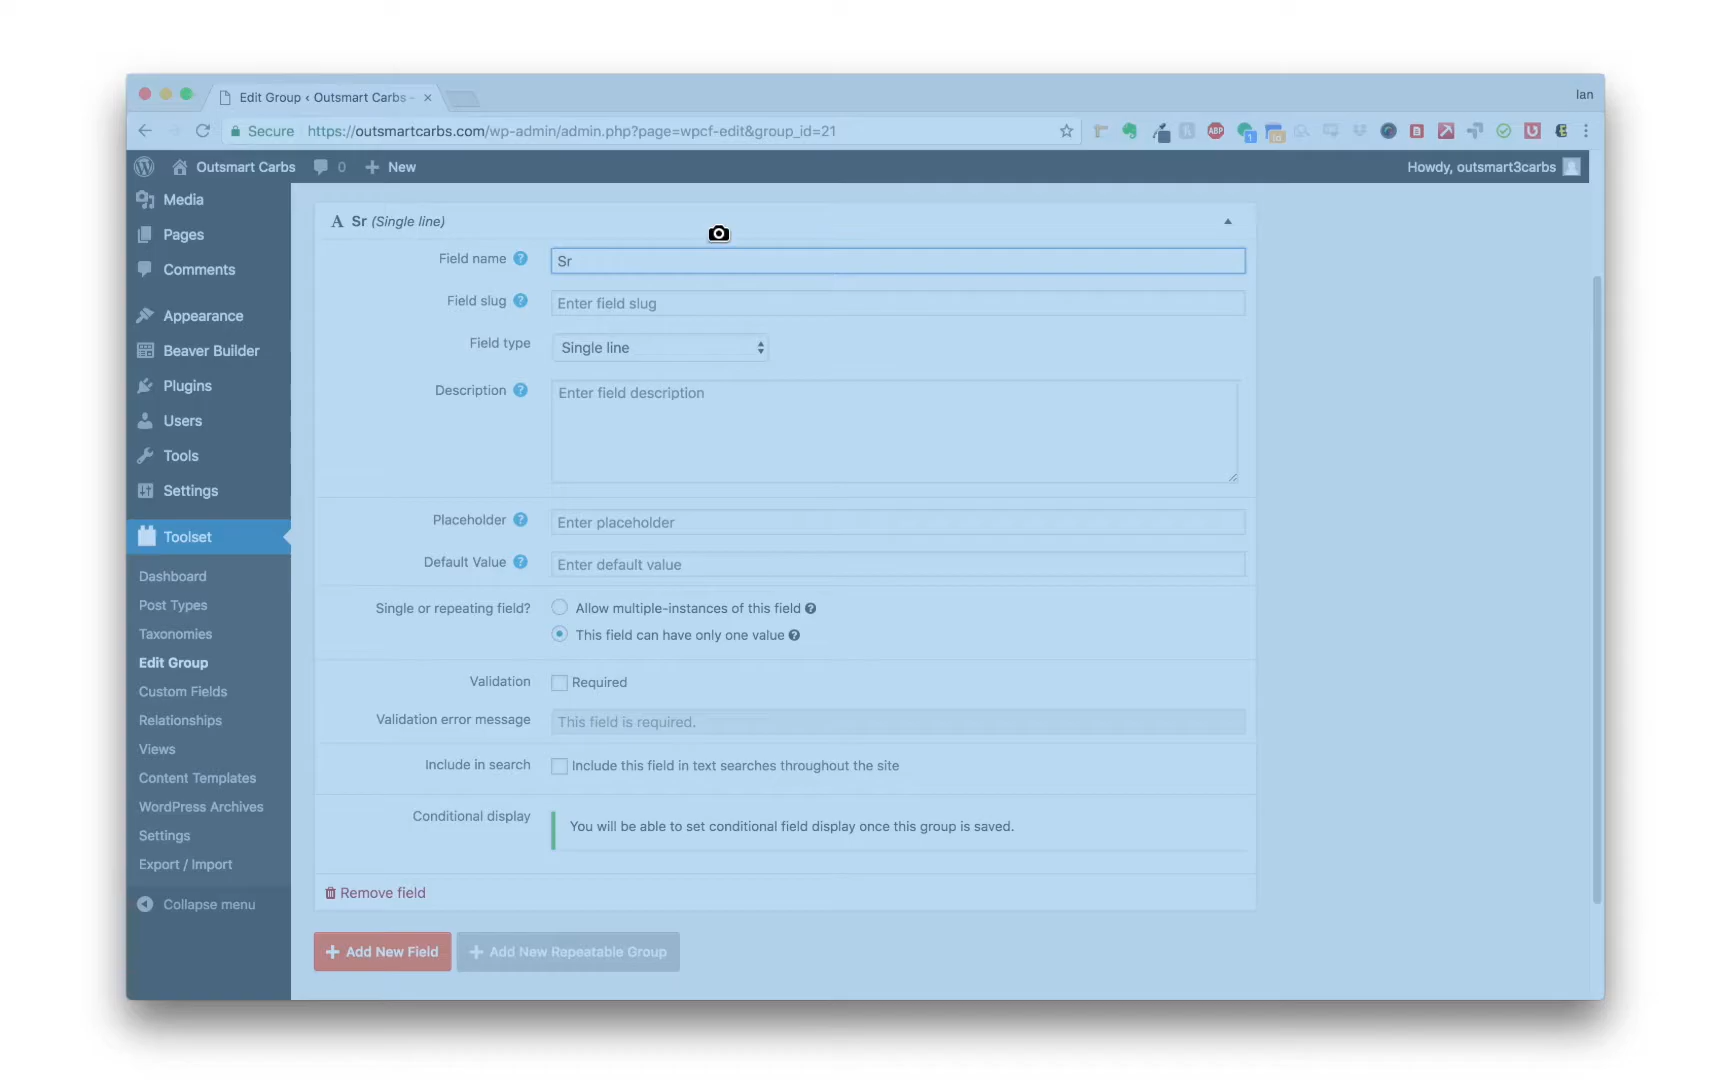 Edit Group ‹ Outsmart Carbs -
Ian
Secure https://outsmartcarbs.com/wp-admin/admin.php?page=wpcf-edit&group_id=21
ABP
Outsmart Carbs 0 New
Howdy, outsmart3carbs
Media
Pages
Comments
Appearance
Beaver Builder
Plugins
Users
Tools
Settings
Toolset
Dashboard
Post Types
Taxonomies
Edit Group
Custom Fields
Relationships
Views
Content Templates
WordPress Archives
Settings
Export / Import
Collapse menu
A Sr (Single line)
Field name ? Sr
Field slug ? Enter field slug
Field type Single line
Description ? Enter field description
Placeholder ? Enter placeholder
Default Value ? Enter default value
Single or repeating field? Allow multiple-instances of this field ?
This field can have only one value ?
Validation Required
Validation error message This field is required.
Include in search Include this field in text searches throughout the site
Conditional display You will be able to set conditional field display once this group is saved.
Remove field
Add New Field Add New Repeatable Group